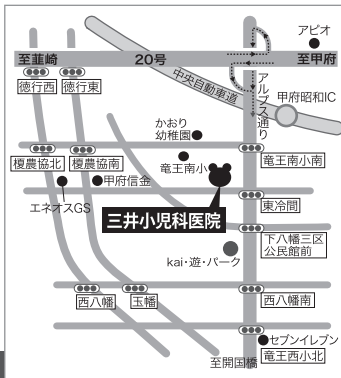 アピオ
至韮崎
20号
至甲府
徳行西
徳行東
中央自動車道
アルプス通り
甲府昭和IC
かおり
幼稚園
榎農協北
榎農協南
竜王南小
竜王南小南
甲府信金
エネオスGS
東冷間
三井小児科医院
下八幡三区
公民館前
kai・遊・パーク
西八幡
玉幡
西八幡南
セブンイレブン
竜王西小北
至開国橋